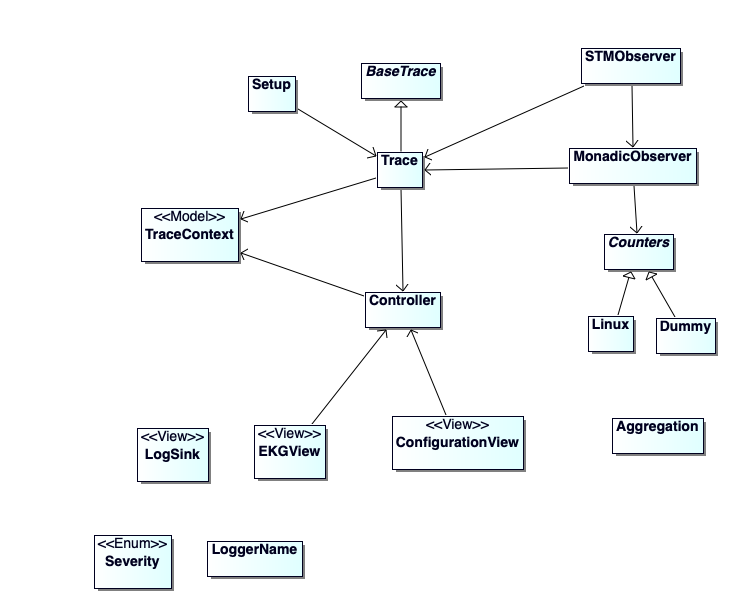 STMObserver
BaseTrace
Setup
Trace
MonadicObserver
<<Model>>
TraceContext
Counters
Controller
Linux
Dummy
<<View>>
LogSink
<<View>>
EKGView
<<View>>
ConfigurationView
Aggregation
<<Enum>>
Severity
LoggerName